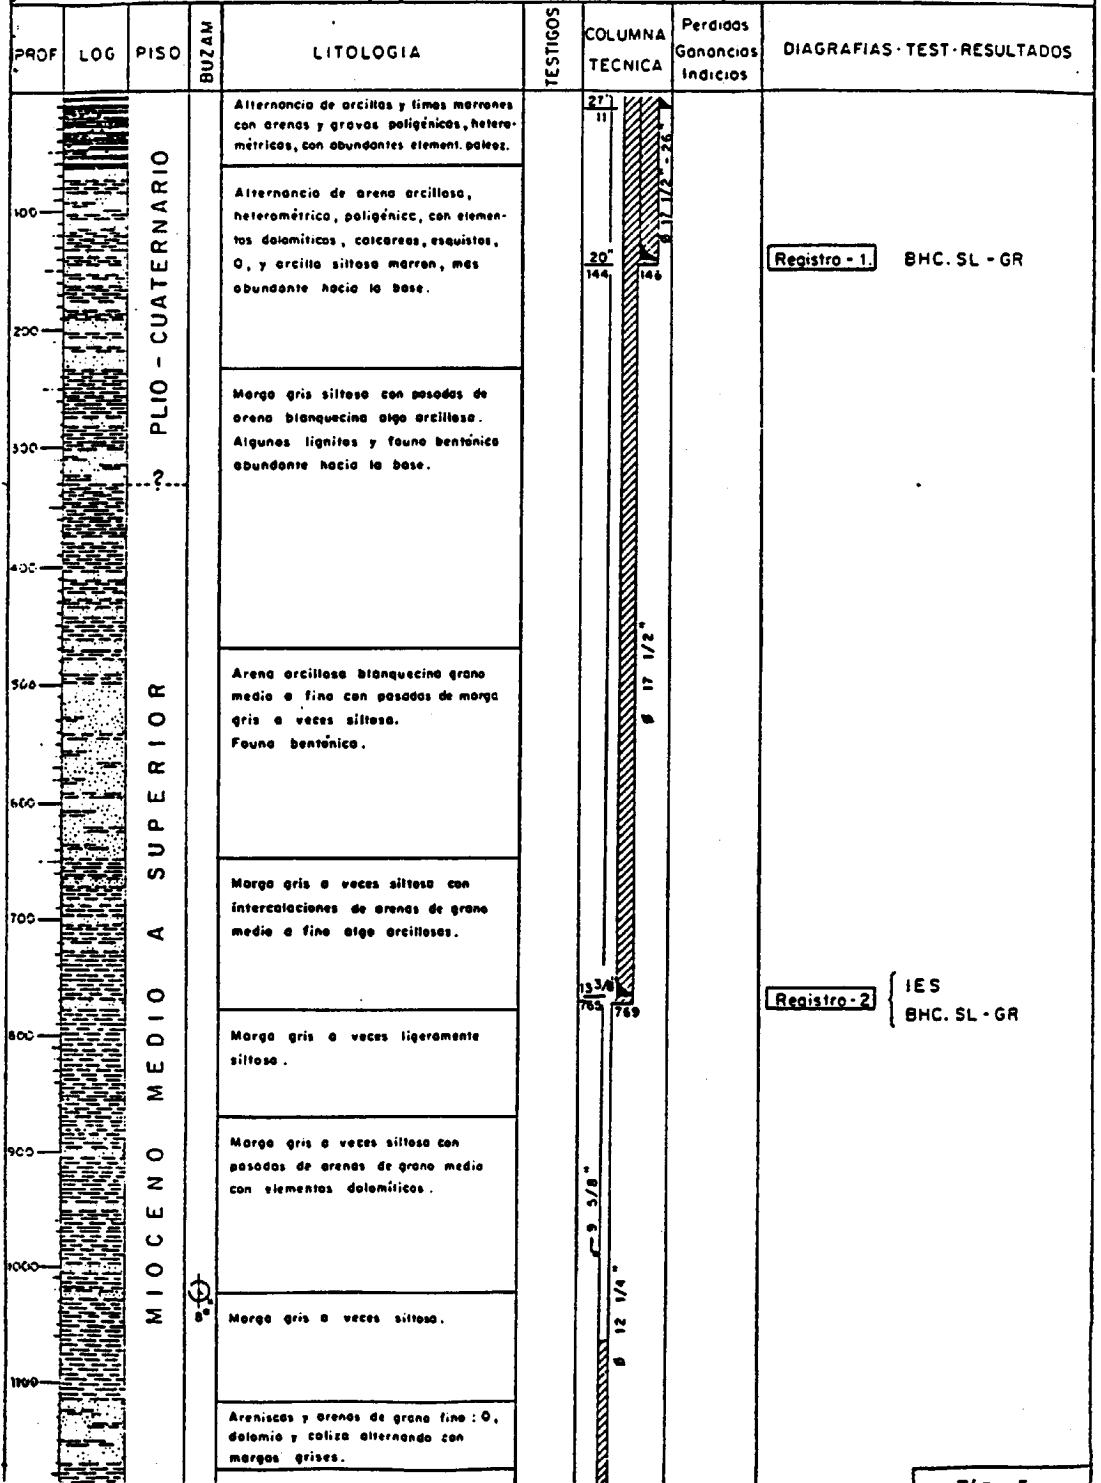 PROF LOG PISO BUZAM LITOLOGIA TESTIGOS COLUMNA TECNICA Perdidas Ganancias Indicios DIAGRAFIAS - TEST - RESULTADOS
Alternancia de arcillas y limos marrones
con arenas y gravas poligénicas, hetero-
métricas, con abundantes element. paleoz.
27"
11
Ø 17 1/2" - 26"
PLIO - CUATERNARIO
100
Alternancia de arena arcillosa,
heterométrica, poligénica, con elemen-
tos dolomíticos, calcareos, esquistos,
Q, y arcilla siltosa marron, mas
abundante hacia la base.
20"
144
146
Registro - 1. BHC. SL - GR
200
Marga gris siltosa con pasadas de
arena blanquecina algo arcillosa.
Algunos lignitos y fauna bentónica
abundante hacia la base.
300
?
400
Ø 17 1/2"
Arena arcillosa blanquecina grano
medio a fino con pasadas de marga
gris a veces siltosa.
Fauna bentónica.
500
MIOCENO MEDIO A SUPERIOR
600
Marga gris a veces siltosa con
intercalaciones de arenas de grano
medio a fino algo arcillosas.
700
13 3/8"
765
769
Registro - 2 { IES
BHC. SL - GR
800
Marga gris a veces ligeramente
siltosa.
900
Marga gris a veces siltosa con
pasadas de arenas de grano medio
con elementos dolomíticos.
9 5/8"
1000
Ø 12 1/4"
Marga gris a veces siltosa.
1100
Areniscas y arenas de grano fino : Q,
dolomia y caliza alternando con
margas grises.